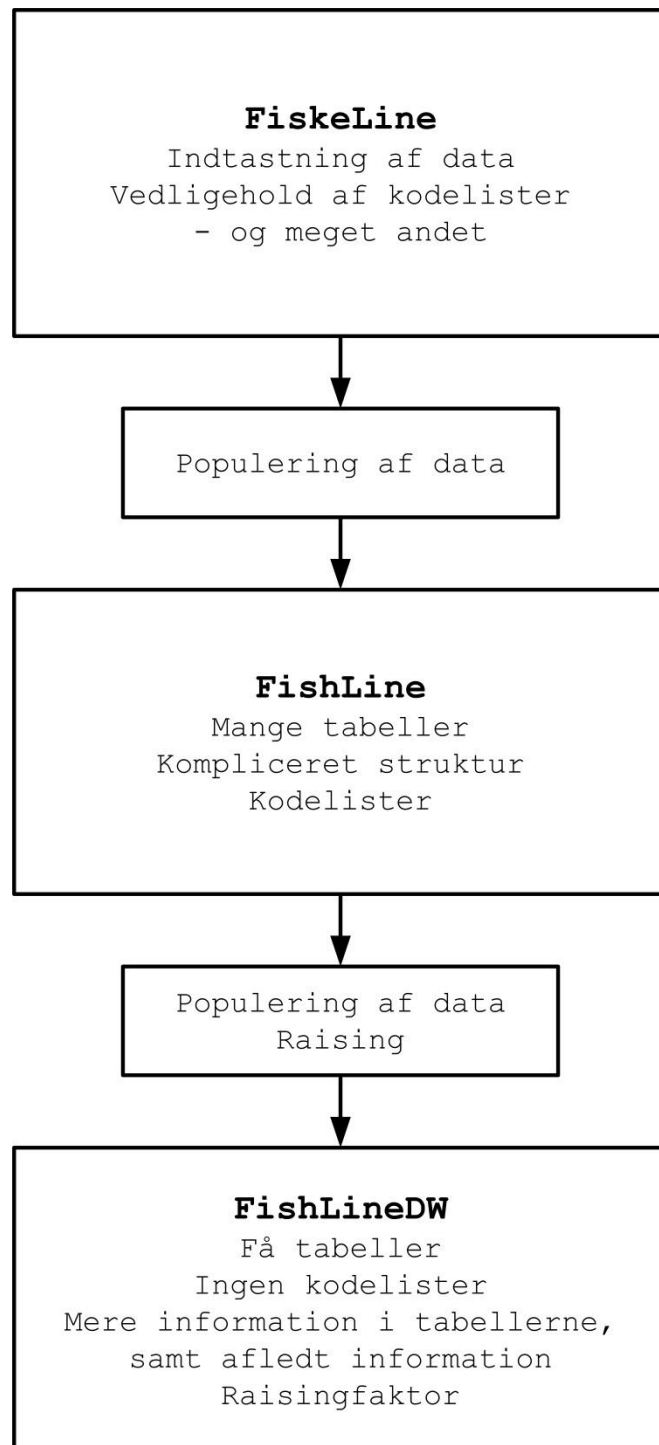 FiskeLine
Indtastning af data
Vedligehold af kodelister
- og meget andet
Populering af data
FishLine
Mange tabeller
Kompliceret struktur
Kodelister
Populering af data
Raising
FishLineDW
Få tabeller
Ingen kodelister
Mere information i tabellerne,
samt afledt information
Raisingfaktor